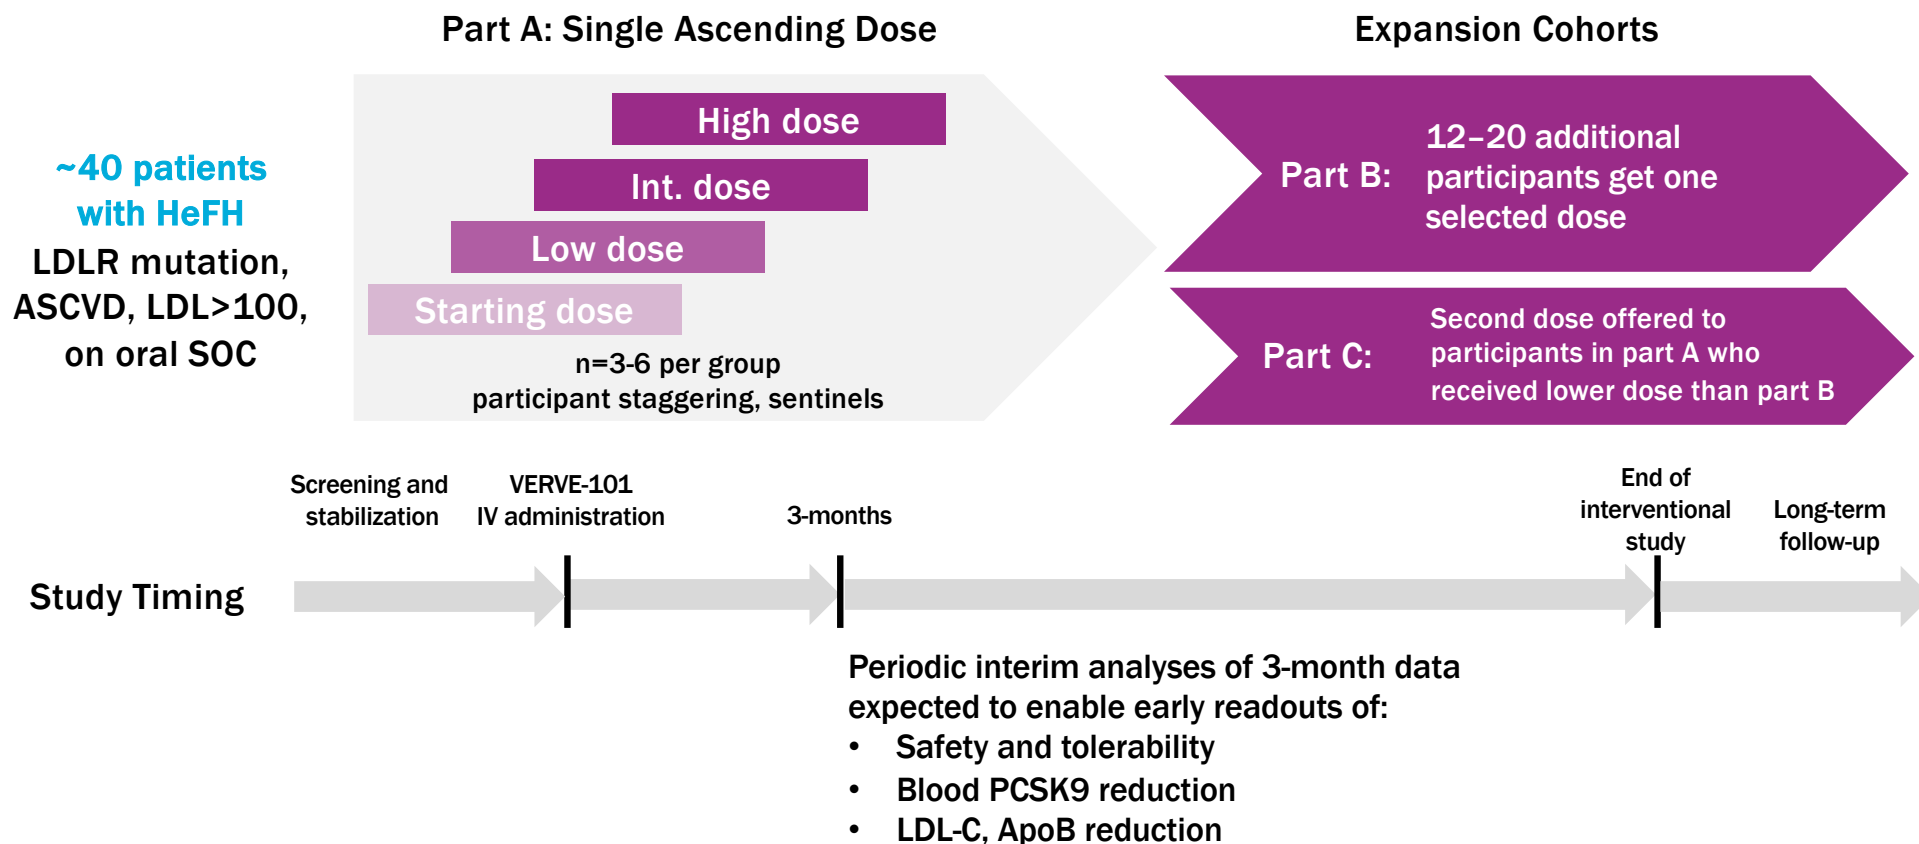 Part A: Single Ascending Dose
Expansion Cohorts
~40 patients
with HeFH
LDLR mutation,
ASCVD, LDL>100,
on oral SOC
High dose
Int. dose
Low dose
Starting dose
n=3-6 per group
participant staggering, sentinels
Part B:
12–20 additional
participants get one
selected dose
Part C:
Second dose offered to
participants in part A who
received lower dose than part B
Screening and
stabilization
VERVE-101
IV administration
3-months
End of
interventional
study
Long-term
follow-up
Study Timing
Periodic interim analyses of 3-month data
expected to enable early readouts of:
• Safety and tolerability
• Blood PCSK9 reduction
• LDL-C, ApoB reduction